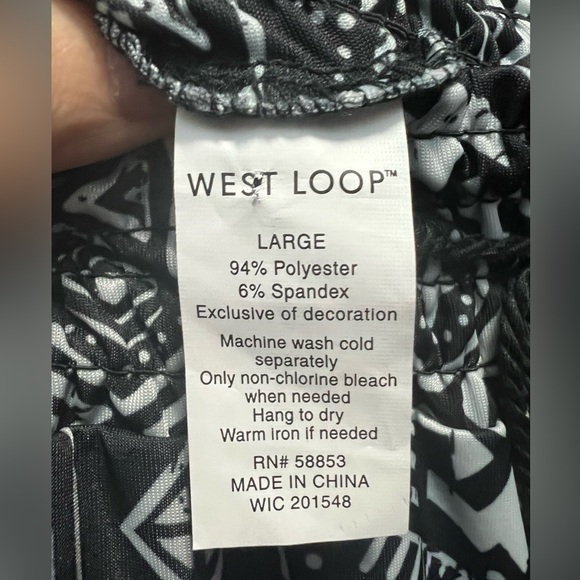 WEST LOOP™
LARGE
94% Polyester
6% Spandex
Exclusive of decoration
Machine wash cold
separately
Only non-chlorine bleach
when needed
Hang to dry
Warm iron if needed
RN# 58853
MADE IN CHINA
WIC 201548